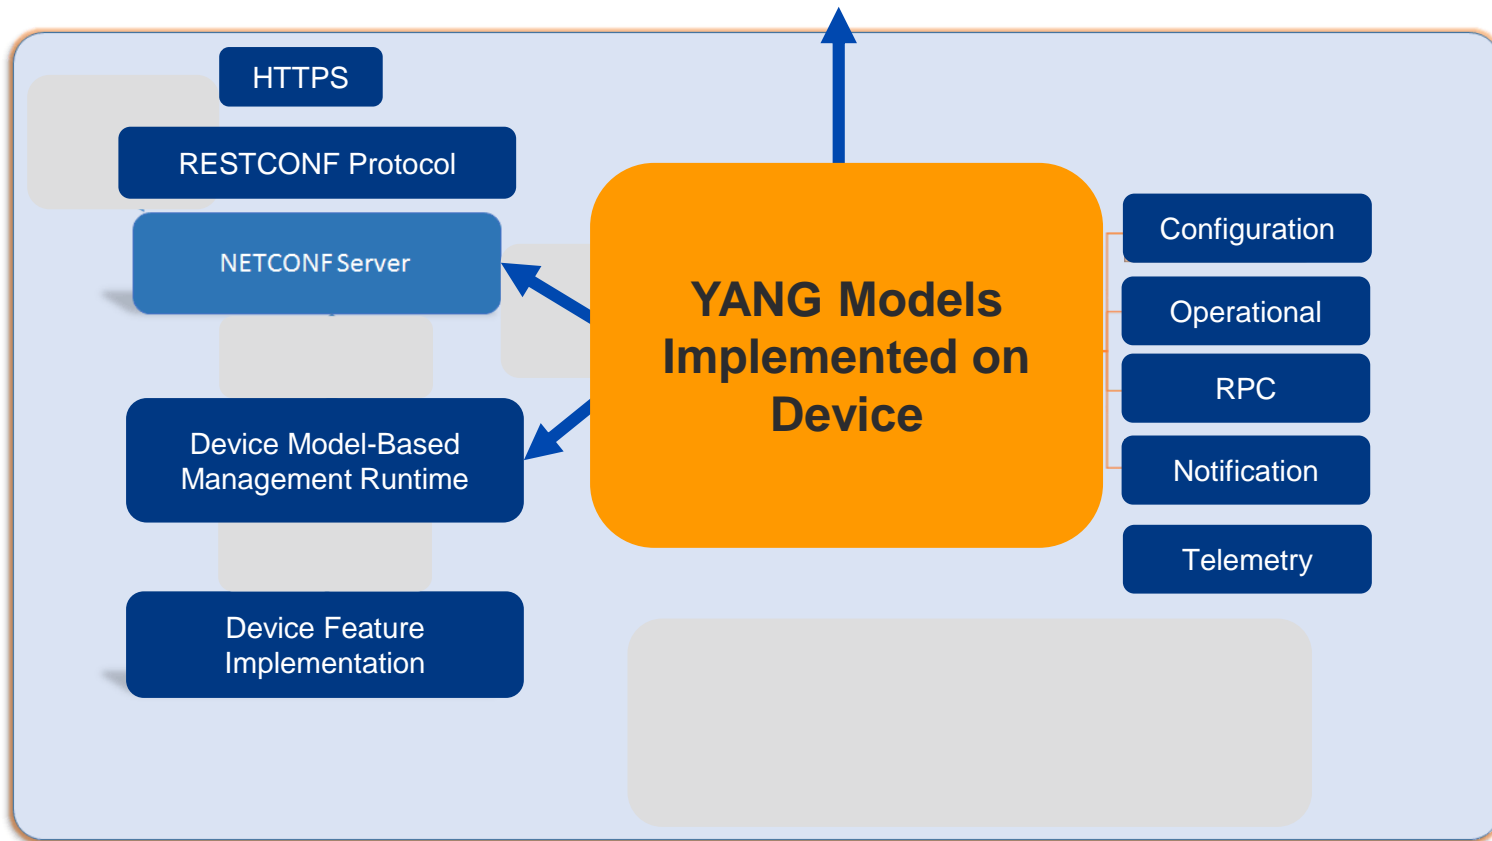 HTTPS
RESTCONF Protocol
NETCONF Server
Device Model-Based
Management Runtime
Device Feature
Implementation
YANG Models
Implemented on
Device
Configuration
Operational
RPC
Notification
Telemetry